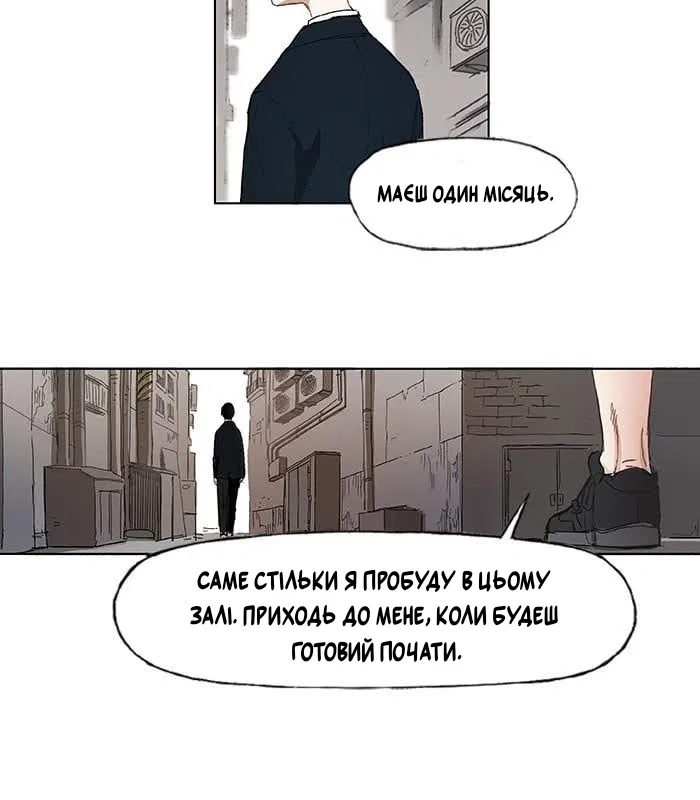 МАЄШ ОДИН МІСЯЦЬ.
САМЕ СТІЛЬКИ Я ПРОБУДУ В ЦЬОМУ
ЗАЛІ. ПРИХОДЬ ДО МЕНЕ, КОЛИ БУДЕШ
ГОТОВИЙ ПОЧАТИ.